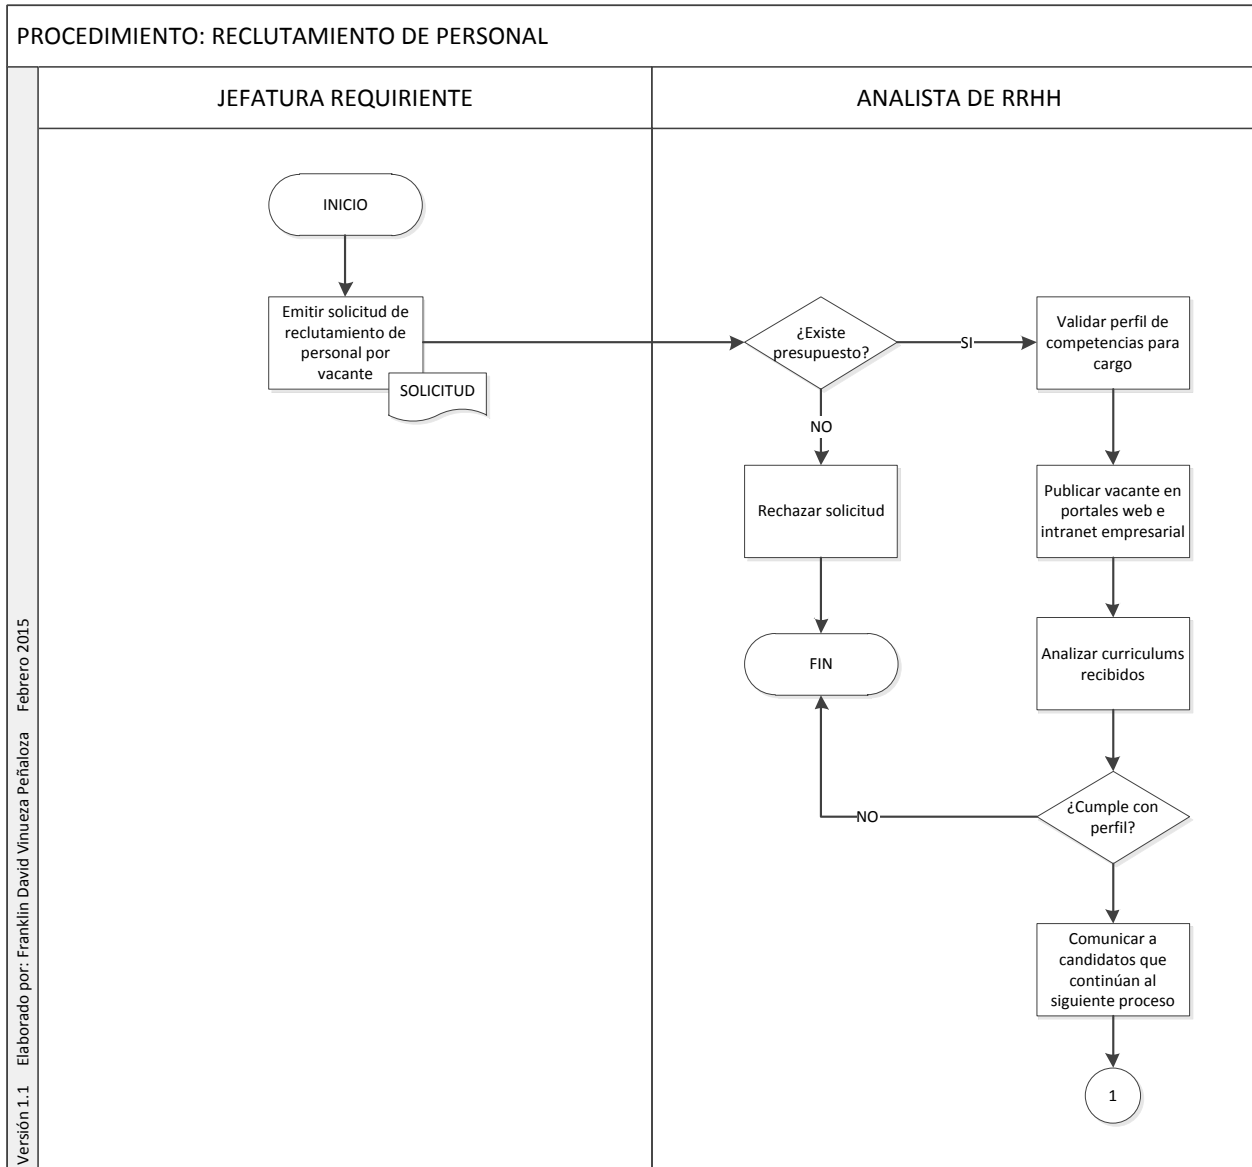 PROCEDIMIENTO: RECLUTAMIENTO DE PERSONAL
JEFATURA REQUIRIENTE
ANALISTA DE RRHH
INICIO
Emitir solicitud de
reclutamiento de
personal por
vacante
SOLICITUD
¿Existe
presupuesto?
SI
Validar perfil de
competencias para
cargo
NO
Rechazar solicitud
Publicar vacante en
portales web e
intranet empresarial
FIN
Analizar curriculums
recibidos
¿Cumple con
perfil?
NO
Comunicar a
candidatos que
continúan al
siguiente proceso
1
Versión 1.1 Elaborado por: Franklin David Vinueza Peñaloza Febrero 2015